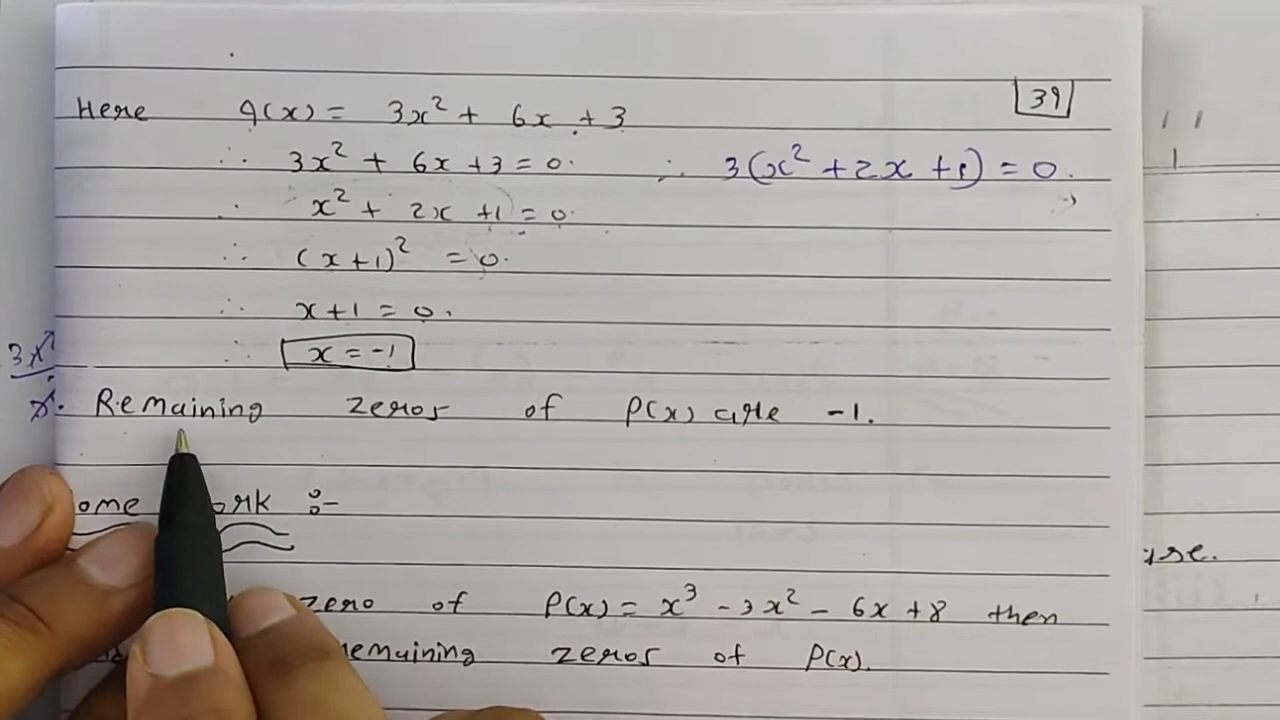 39
Here q(x) = 3x² + 6x + 3
∴ 3x² + 6x + 3 = 0. ∴ 3(x² + 2x + 1) = 0.
∴ x² + 2x + 1 = 0.
∴ (x+1)² = 0.
∴ x + 1 = 0.
3x²
∴ x = -1
Remaining zeros of P(x) are -1.
ome ork :-
zero of P(x) = x³ - 3x² - 6x + 8 then
remaining zeros of P(x).